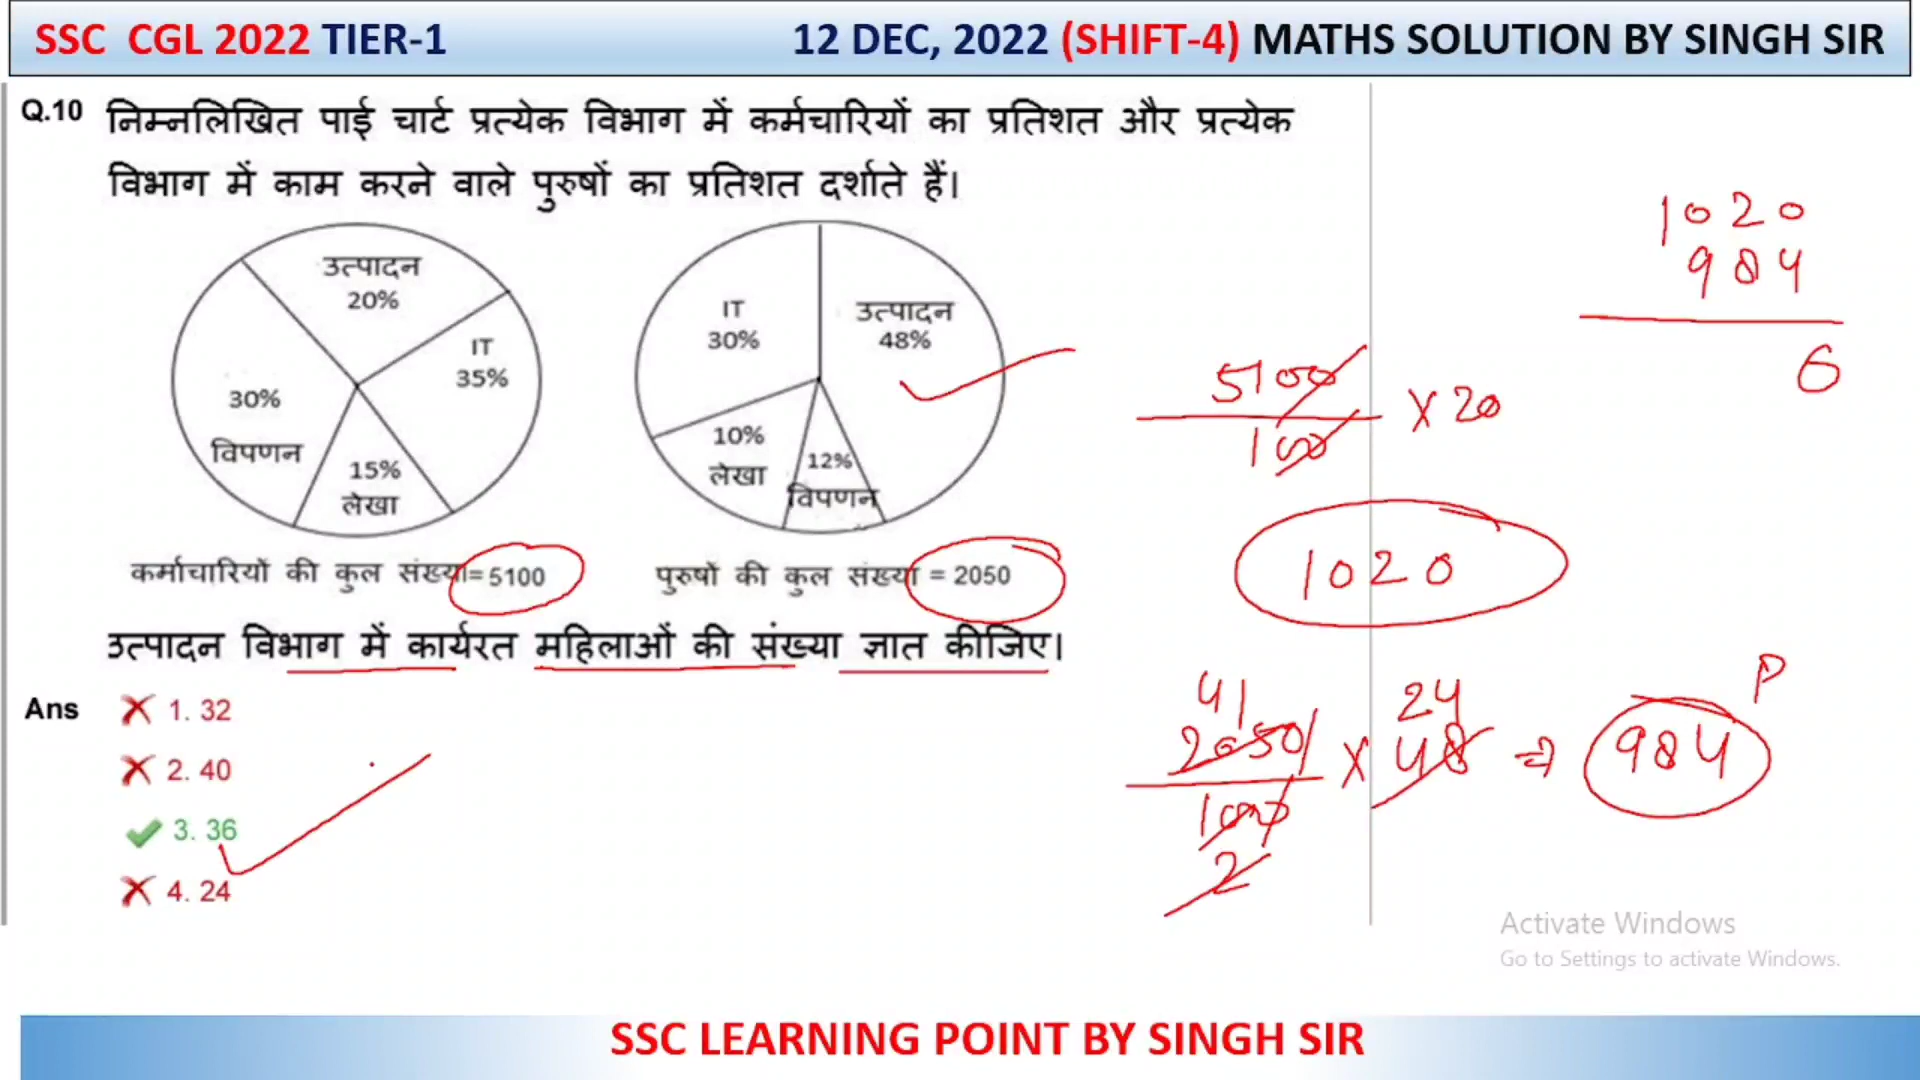 SSC CGL 2022 TIER-1 12 DEC, 2022 (SHIFT-4) MATHS SOLUTION BY SINGH SIR
Q.10 निम्नलिखित पाई चार्ट प्रत्येक विभाग में कर्मचारियों का प्रतिशत और प्रत्येक
विभाग में काम करने वाले पुरुषों का प्रतिशत दर्शाते हैं।
उत्पादन
20%
IT
35%
30%
विपणन
15%
लेखा
IT
30%
उत्पादन
48%
10%
लेखा
12%
विपणन
कर्माचारियों की कुल संख्या=5100
पुरुषों की कुल संख्या = 2050
उत्पादन विभाग में कार्यरत महिलाओं की संख्या ज्ञात कीजिए।
Ans
1. 32
2. 40
3. 36
4. 24
1020
984
6
5100
100
× 20
1020
41
24
2050
× 48 ⇒ 984
P
100
2
Activate Windows
Go to Settings to activate Windows.
SSC LEARNING POINT BY SINGH SIR